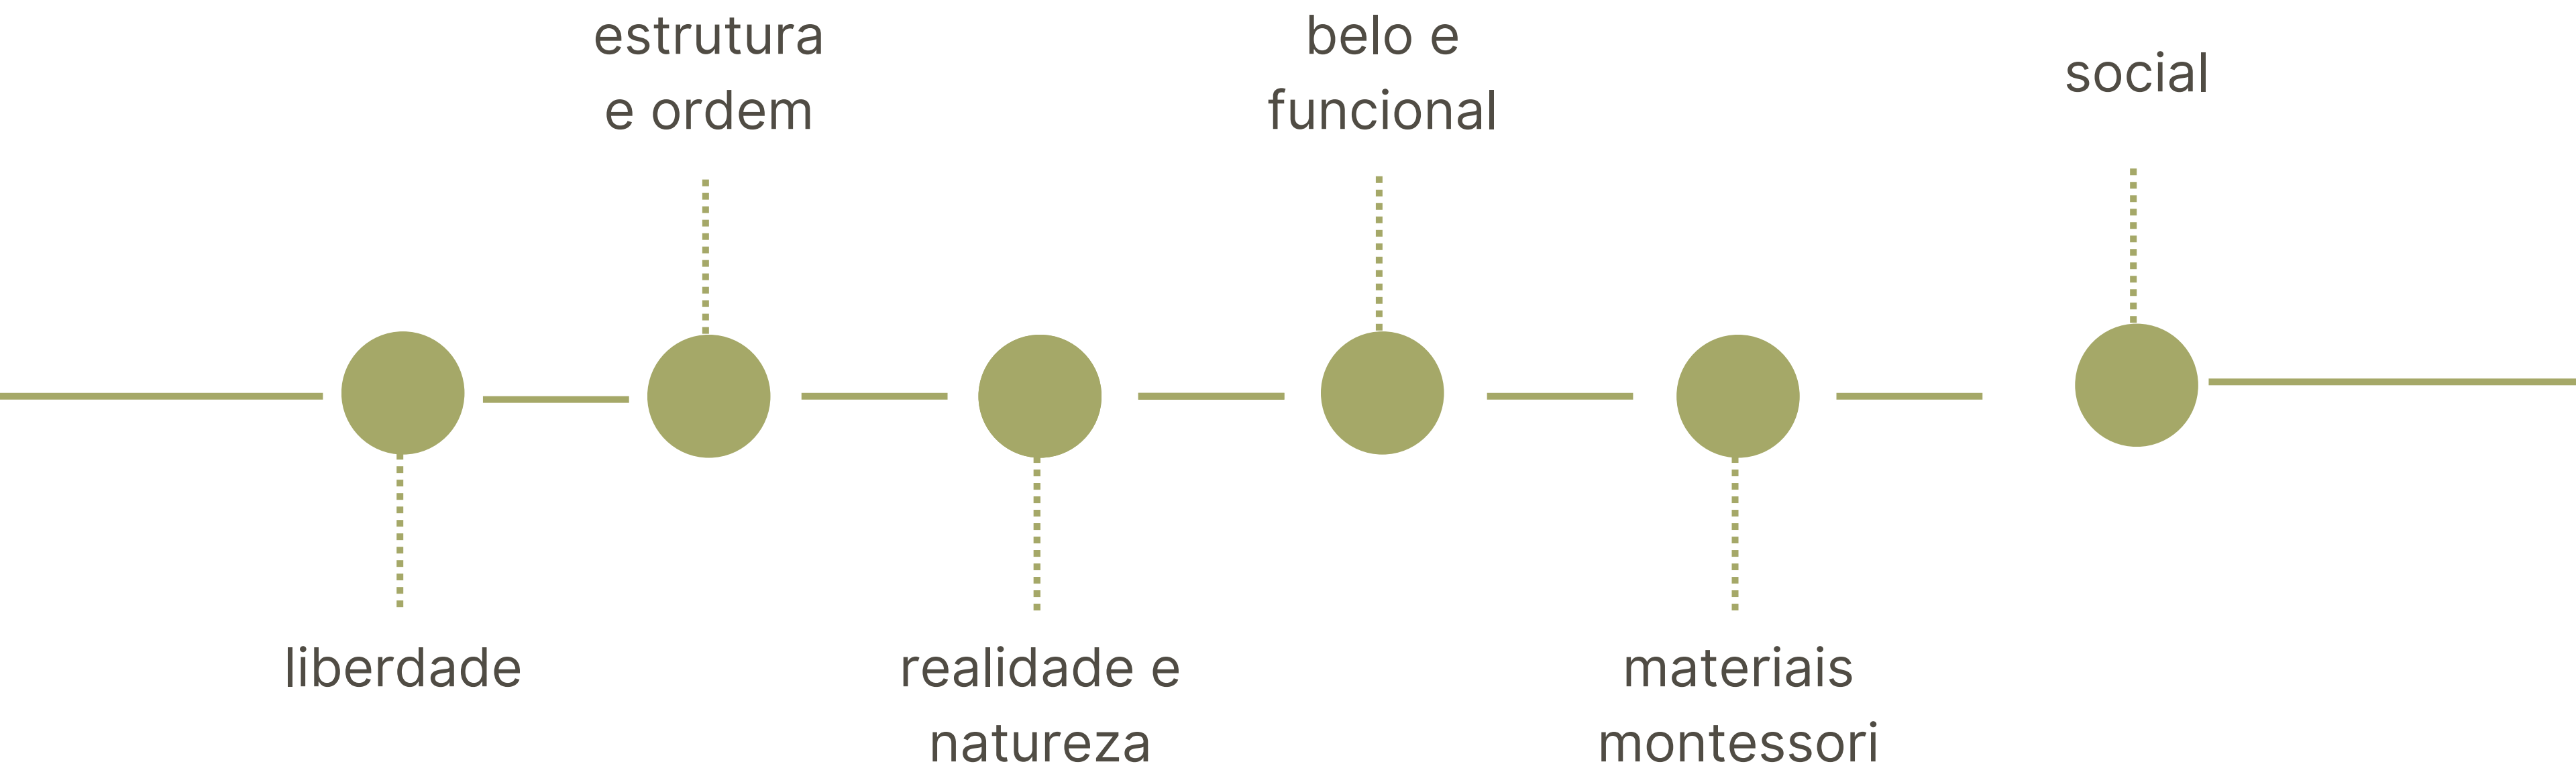 estrutura
e ordem
belo e
funcional
social
liberdade
realidade e
natureza
materiais
montessori